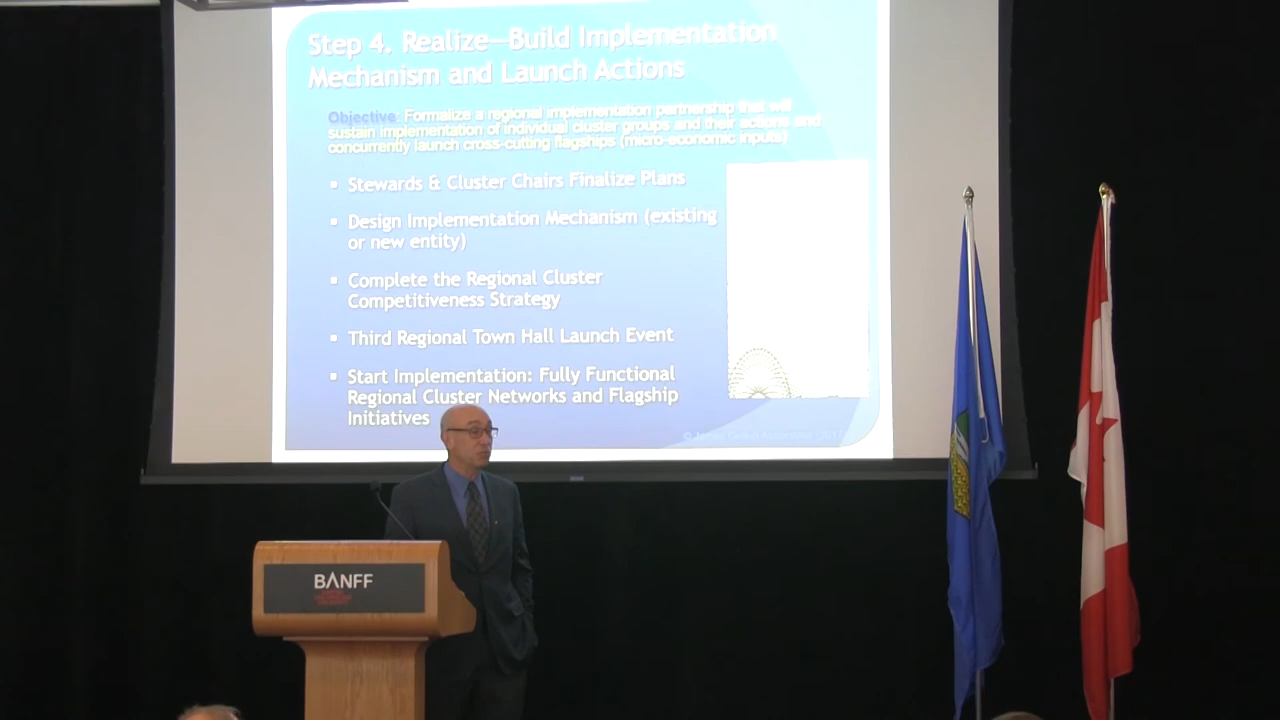 Step 4. Realize—Build Implementation
Mechanism and Launch Actions
Objective: Formalize a regional implementation partnership that will
sustain implementation of individual cluster groups and their actions and
concurrently launch cross-cutting flagships (micro-economic inputs)
Stewards & Cluster Chairs Finalize Plans
Design Implementation Mechanism (existing
or new entity)
Complete the Regional Cluster
Competitiveness Strategy
Third Regional Town Hall Launch Event
Start Implementation: Fully Functional
Regional Cluster Networks and Flagship
Initiatives
BANFF